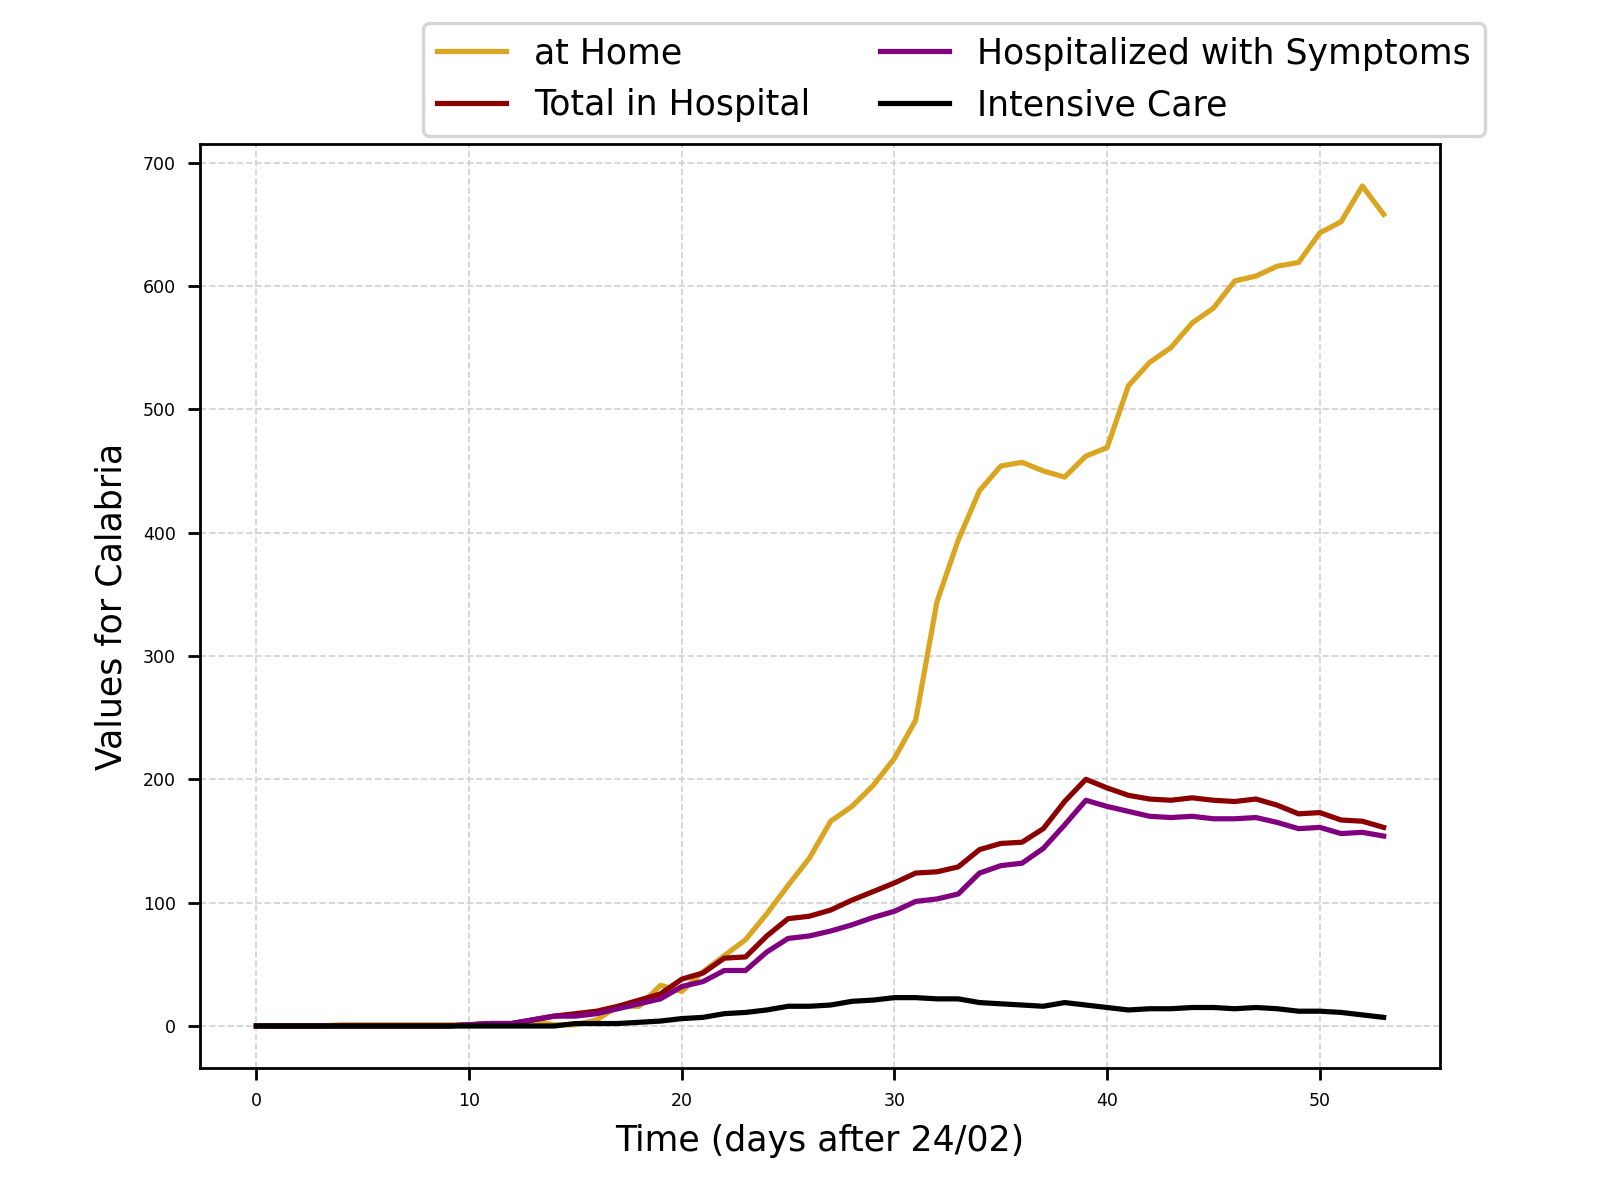 at Home
Total in Hospital
Hospitalized with Symptoms
Intensive Care
700
600
500
400
300
200
100
0
Values for Calabria
0 10 20 30 40 50
Time (days after 24/02)